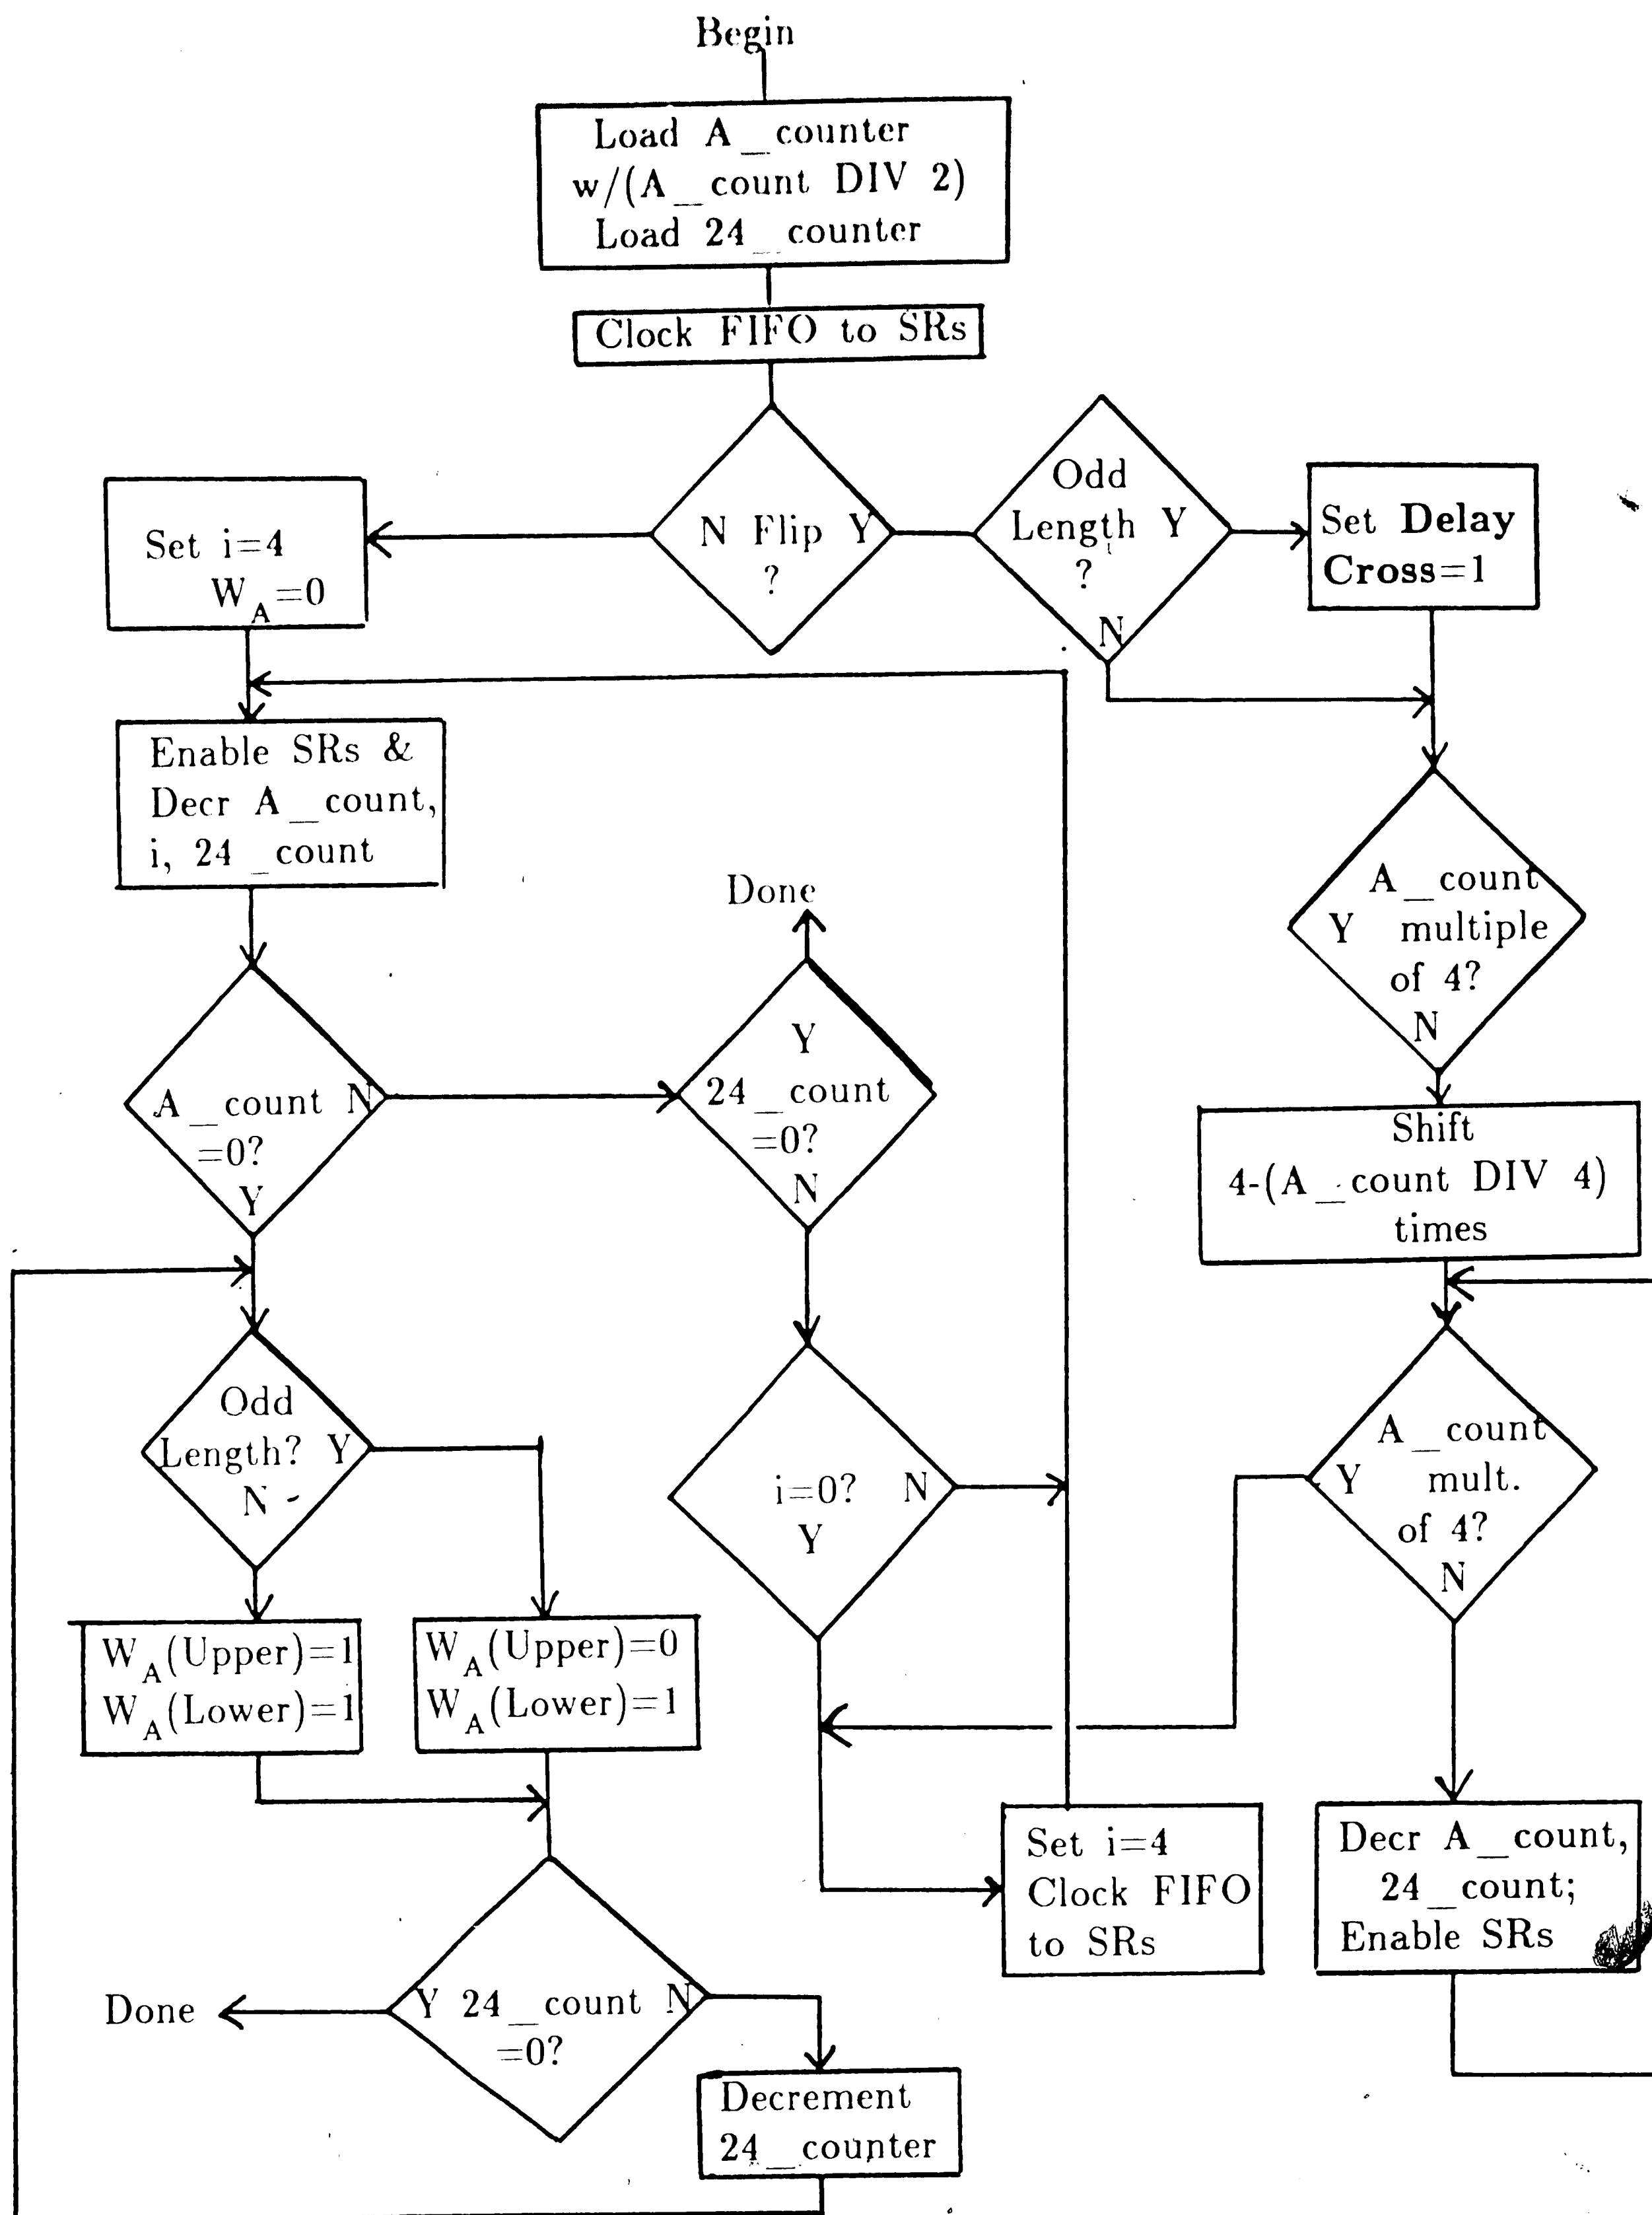 Begin
Load A_counter
w/(A_count DIV 2)
Load 24_counter
Clock FIFO to SRs
N Flip Y
?
Odd
Length Y
?
N
Set Delay
Cross=1
Set i=4
W_A=0
Enable SRs &
Decr A_count,
i, 24_count
A_count N
=0?
Y
Done
Y
24_count
=0?
N
A_count
Y multiple
of 4?
N
Shift
4-(A_count DIV 4)
times
Odd
Length? Y
N
i=0? N
Y
A_count
Y mult.
of 4?
N
W_A(Upper)=1
W_A(Lower)=1
W_A(Upper)=0
W_A(Lower)=1
Set i=4
Clock FIFO
to SRs
Decr A_count,
24_count;
Enable SRs
Done
Y 24_count N
=0?
Decrement
24_counter